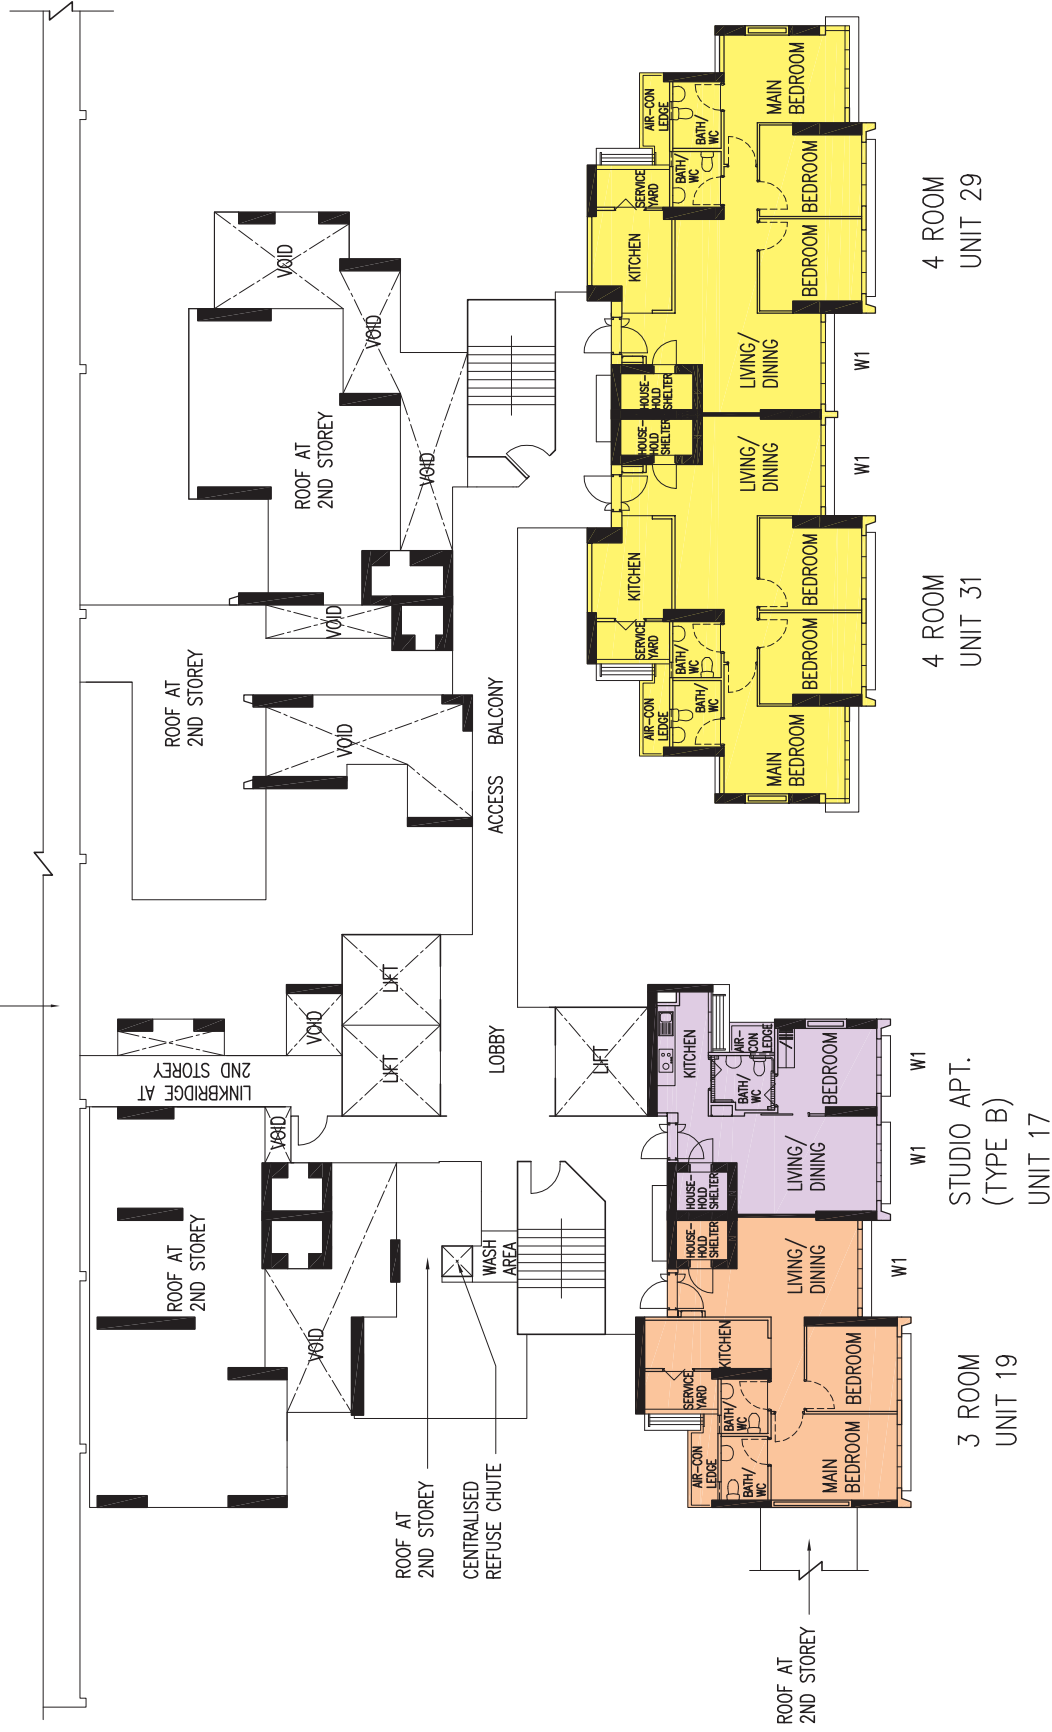 ROOF AT
2ND STOREY
VOID
VOID
VOID
ROOF AT
2ND STOREY
VOID
ROOF AT
2ND STOREY
VOID
ACCESS BALCONY
LINKBRIDGE AT
2ND STOREY
VOID
LIFT
LIFT
LOBBY
LIFT
VOID
ROOF AT
2ND STOREY
VOID
WASH
AREA
ROOF AT
2ND STOREY
CENTRALISED
REFUSE CHUTE
ROOF AT
2ND STOREY
AIR-CON
LEDGE
BATH/
WC
MAIN
BEDROOM
SERVICE
YARD
BATH/
WC
BEDROOM
KITCHEN
BEDROOM
HOUSE-
HOLD
SHELTER
LIVING/
DINING
W1
4 ROOM
UNIT 29
HOUSE-
HOLD
SHELTER
LIVING/
DINING
W1
KITCHEN
BEDROOM
SERVICE
YARD
BATH/
WC
BEDROOM
AIR-CON
LEDGE
BATH/
WC
MAIN
BEDROOM
4 ROOM
UNIT 31
KITCHEN
AIR-CON
LEDGE
BATH/
WC
BEDROOM
W1
HOUSE-
HOLD
SHELTER
LIVING/
DINING
W1
STUDIO APT.
(TYPE B)
UNIT 17
HOUSE-
HOLD
SHELTER
LIVING/
DINING
W1
KITCHEN
BEDROOM
SERVICE
YARD
BATH/
WC
AIR-CON
LEDGE
BATH/
WC
MAIN
BEDROOM
3 ROOM
UNIT 19